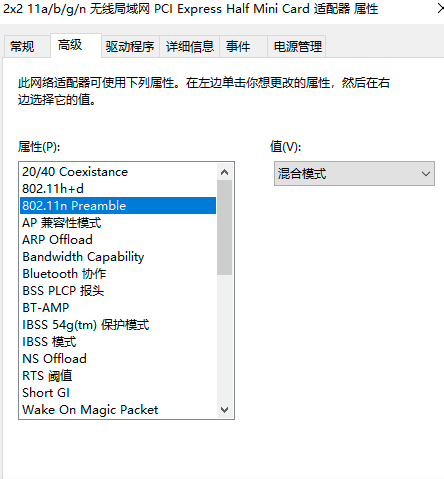 2x2 11a/b/g/n 无线局域网 PCI Express Half Mini Card 适配器 属性
常规 高级 驱动程序 详细信息 事件 电源管理
此网络适配器可使用下列属性。在左边单击你想更改的属性，然后在右
边选择它的值。
属性(P): 值(V):
20/40 Coexistance 混合模式
802.11h+d
802.11n Preamble
AP 兼容性模式
ARP Offload
Bandwidth Capability
Bluetooth 协作
BSS PLCP 报头
BT-AMP
IBSS 54g(tm) 保护模式
IBSS 模式
NS Offload
RTS 阈值
Short GI
Wake On Magic Packet